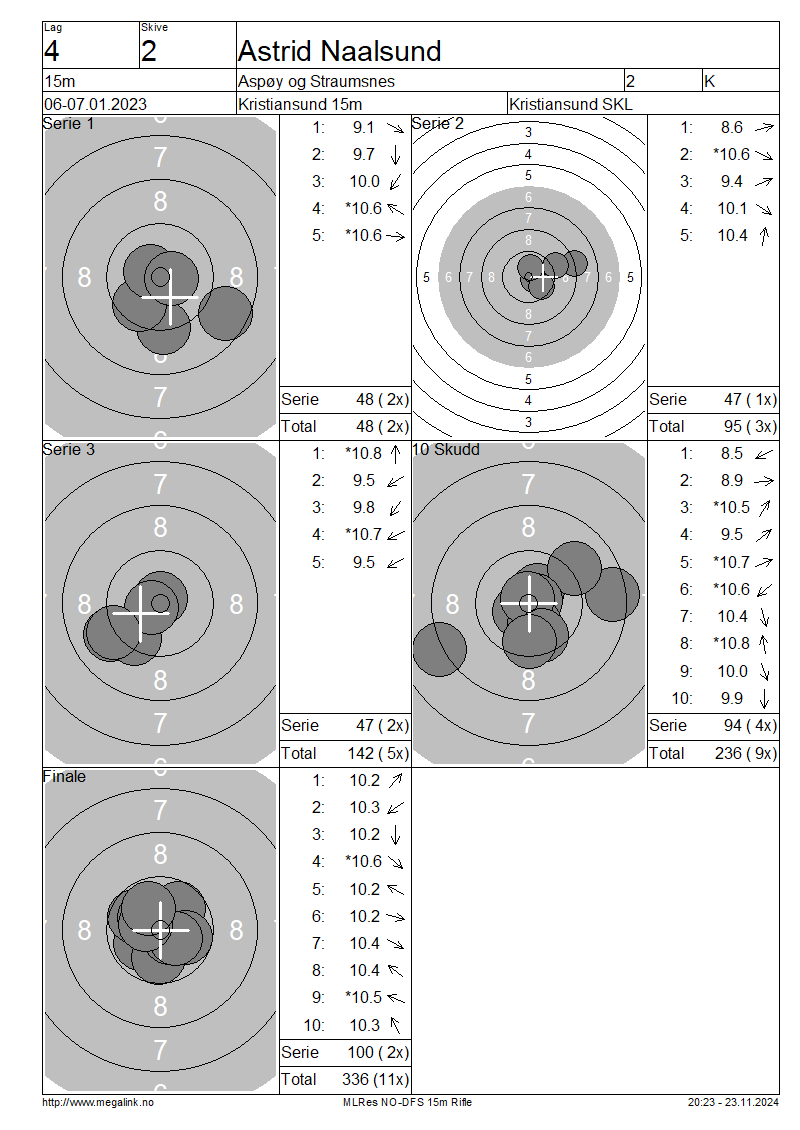 Lag
Skive
4
2
Astrid Naalsund
15m
Aspøy og Straumsnes
2
K
06-07.01.2023
Kristiansund 15m
Kristiansund SKL
Serie 1
6
7
8
8
8
6
7
6
1: 9.1
2: 9.7
3: 10.0
4: *10.6
5: *10.6
Serie 48 ( 2x)
Total 48 ( 2x)
Serie 2
3
4
5
6
7
8
5 6 7 8 8 7 6 5
8
7
6
5
4
3
1: 8.6
2: *10.6
3: 9.4
4: 10.1
5: 10.4
Serie 47 ( 1x)
Total 95 ( 3x)
Serie 3
6
7
8
8 8
8
7
6
1: *10.8
2: 9.5
3: 9.8
4: *10.7
5: 9.5
Serie 47 ( 2x)
Total 142 ( 5x)
10 Skudd
6
7
8
8
8
7
6
1: 8.5
2: 8.9
3: *10.5
4: 9.5
5: *10.7
6: *10.6
7: 10.4
8: *10.8
9: 10.0
10: 9.9
Serie 94 ( 4x)
Total 236 ( 9x)
Finale
6
7
8
8 8
8
7
6
1: 10.2
2: 10.3
3: 10.2
4: *10.6
5: 10.2
6: 10.2
7: 10.4
8: 10.4
9: *10.5
10: 10.3
Serie 100 ( 2x)
Total 336 (11x)
http://www.megalink.no
MLRes NO-DFS 15m Rifle
20:23 - 23.11.2024